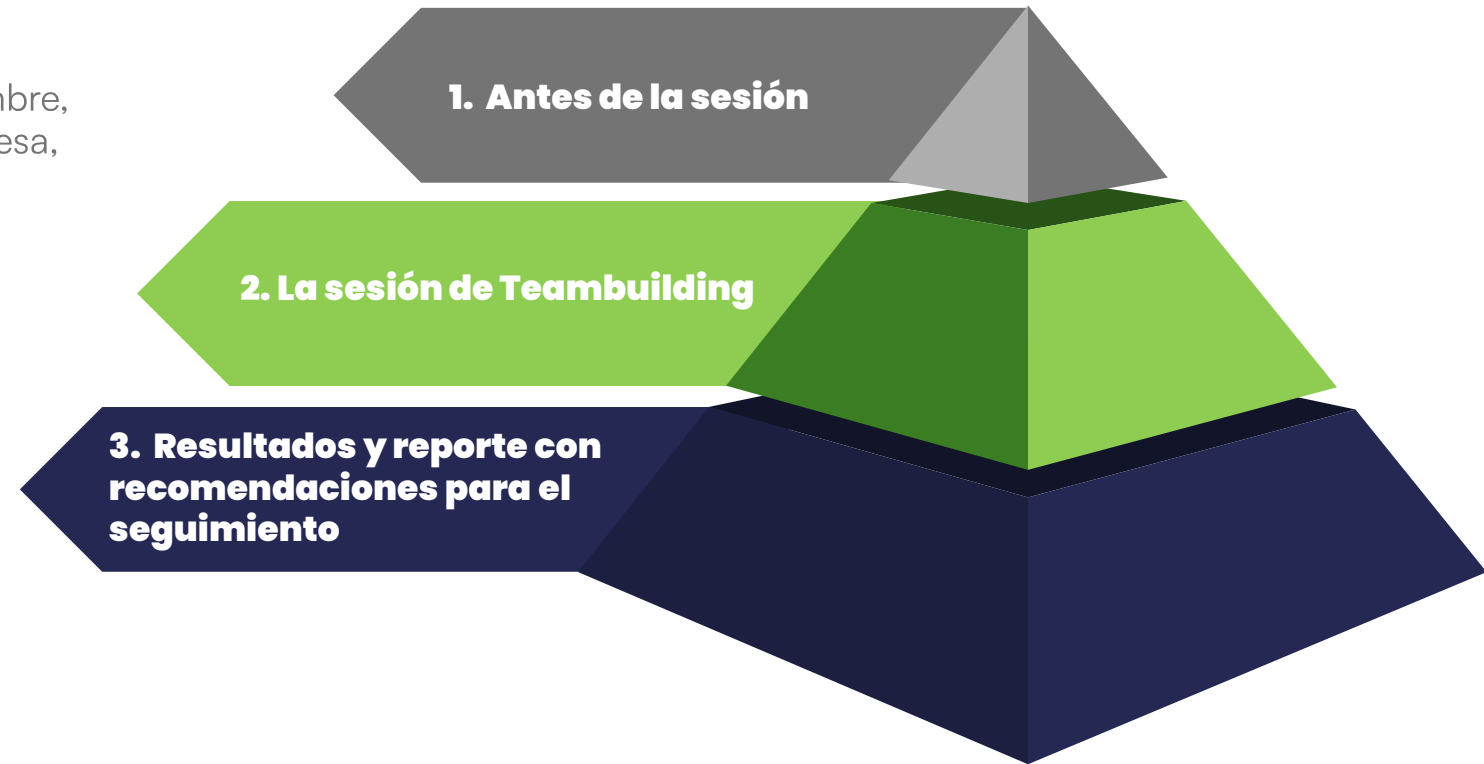 1. Antes de la sesión
2. La sesión de Teambuilding
3. Resultados y reporte con
recomendaciones para el
seguimiento